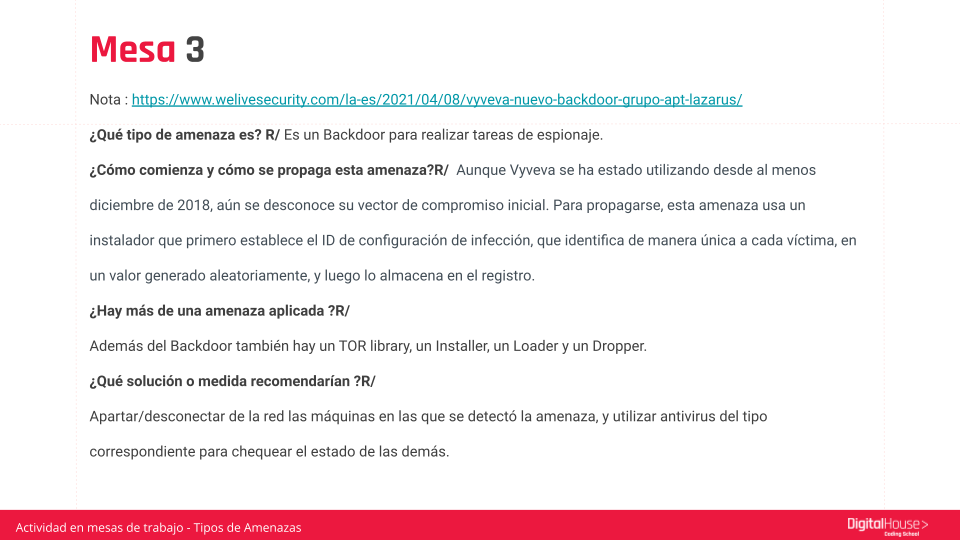 Mesa 3
Nota : https://www.welivesecurity.com/la-es/2021/04/08/vyveva-nuevo-backdoor-grupo-apt-lazarus/
¿Qué tipo de amenaza es? R/ Es un Backdoor para realizar tareas de espionaje.
¿Cómo comienza y cómo se propaga esta amenaza?R/ Aunque Vyveva se ha estado utilizando desde al menos
diciembre de 2018, aún se desconoce su vector de compromiso inicial. Para propagarse, esta amenaza usa un
instalador que primero establece el ID de configuración de infección, que identifica de manera única a cada víctima, en
un valor generado aleatoriamente, y luego lo almacena en el registro.
¿Hay más de una amenaza aplicada ?R/
Además del Backdoor también hay un TOR library, un Installer, un Loader y un Dropper.
¿Qué solución o medida recomendarían ?R/
Apartar/desconectar de la red las máquinas en las que se detectó la amenaza, y utilizar antivirus del tipo
correspondiente para chequear el estado de las demás.
Actividad en mesas de trabajo - Tipos de Amenazas
DigitalHouse>
Coding School